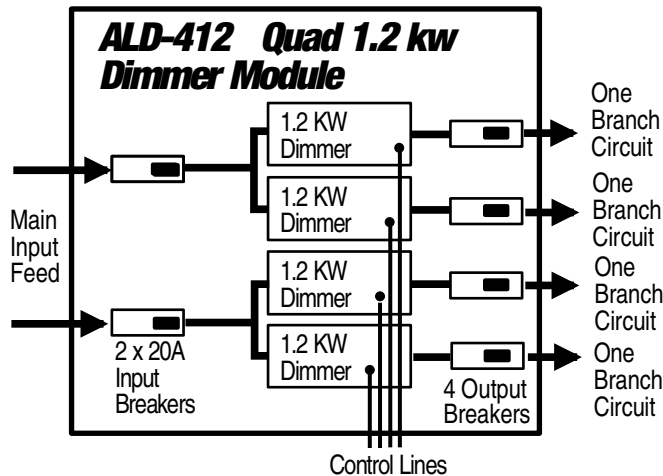 ALD-412 Quad 1.2 kw
Dimmer Module
1.2 KW
Dimmer
One
Branch
Circuit
1.2 KW
Dimmer
One
Branch
Circuit
Main
Input
Feed
1.2 KW
Dimmer
One
Branch
Circuit
2 x 20A
Input
Breakers
1.2 KW
Dimmer
4 Output
Breakers
One
Branch
Circuit
Control Lines